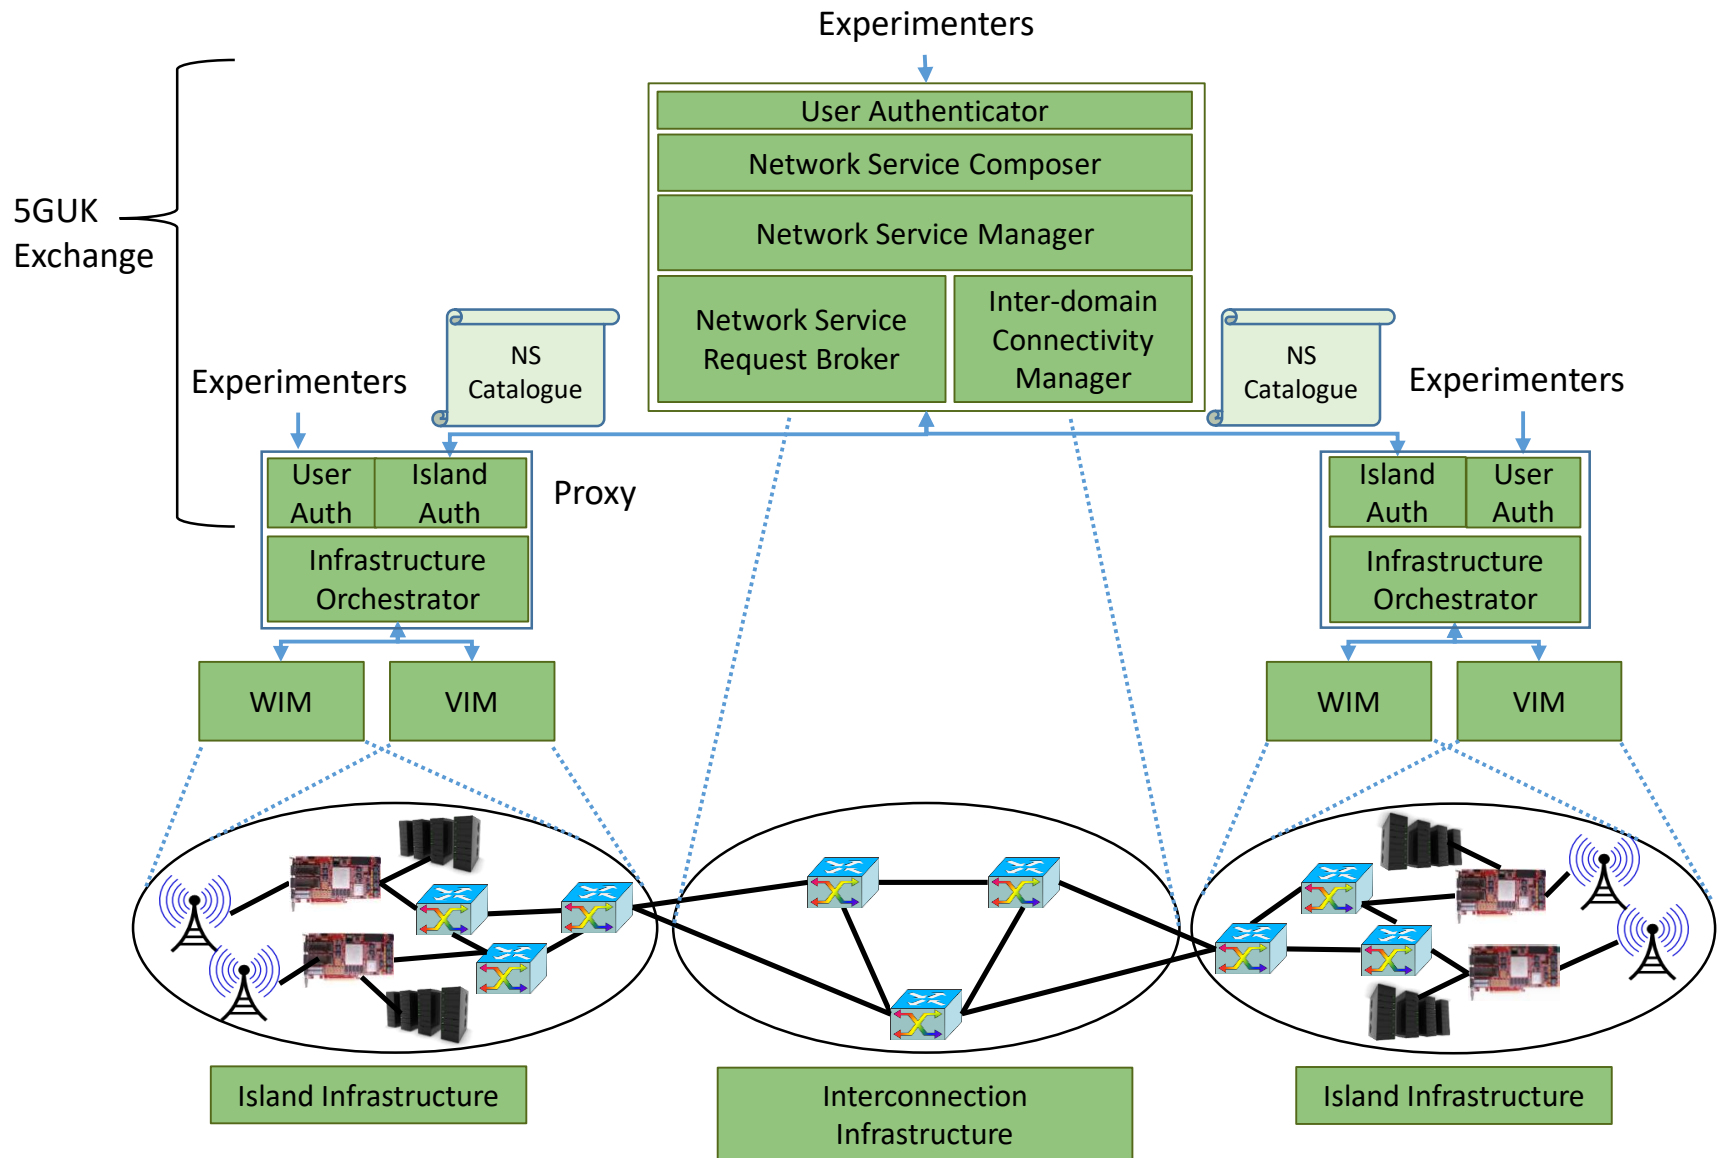 Experimenters
User Authenticator
Network Service Composer
5GUK
Exchange
Network Service Manager
Network Service
Request Broker
Inter-domain
Connectivity
Manager
NS
Catalogue
NS
Catalogue
Experimenters
Experimenters
User
Auth
Island
Auth
Proxy
Island
Auth
User
Auth
Infrastructure
Orchestrator
Infrastructure
Orchestrator
WIM
VIM
WIM
VIM
Island Infrastructure
Interconnection
Infrastructure
Island Infrastructure